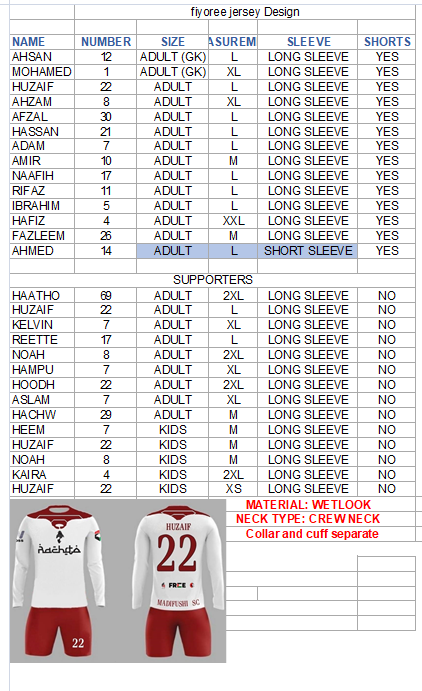 fiyoree jersey Design
NAME NUMBER SIZE ASUREM SLEEVE SHORTS
AHSAN 12 ADULT (GK) L LONG SLEEVE YES
MOHAMED 1 ADULT (GK) XL LONG SLEEVE YES
HUZAIF 22 ADULT L LONG SLEEVE YES
AHZAM 8 ADULT XL LONG SLEEVE YES
AFZAL 30 ADULT L LONG SLEEVE YES
HASSAN 21 ADULT L LONG SLEEVE YES
ADAM 7 ADULT L LONG SLEEVE YES
AMIR 10 ADULT M LONG SLEEVE YES
NAAFIH 17 ADULT L LONG SLEEVE YES
RIFAZ 11 ADULT L LONG SLEEVE YES
IBRAHIM 5 ADULT L LONG SLEEVE YES
HAFIZ 4 ADULT XXL LONG SLEEVE YES
FAZLEEM 26 ADULT M LONG SLEEVE YES
AHMED 14 ADULT L SHORT SLEEVE YES
SUPPORTERS
HAATHO 69 ADULT 2XL LONG SLEEVE NO
HUZAIF 22 ADULT L LONG SLEEVE NO
KELVIN 7 ADULT XL LONG SLEEVE NO
REETTE 17 ADULT L LONG SLEEVE NO
NOAH 8 ADULT 2XL LONG SLEEVE NO
HAMPU 7 ADULT XL LONG SLEEVE NO
HOODH 22 ADULT 2XL LONG SLEEVE NO
ASLAM 7 ADULT XL LONG SLEEVE NO
HACHW 29 ADULT M LONG SLEEVE NO
HEEM 7 KIDS M LONG SLEEVE NO
HUZAIF 22 KIDS M LONG SLEEVE NO
NOAH 8 KIDS M LONG SLEEVE NO
KAIRA 4 KIDS 2XL LONG SLEEVE NO
HUZAIF 22 KIDS XS LONG SLEEVE NO
MATERIAL: WETLOOK
NECK TYPE: CREW NECK
Collar and cuff separate
HUZAIF
22
FREE
MADIFUSHI SC
22